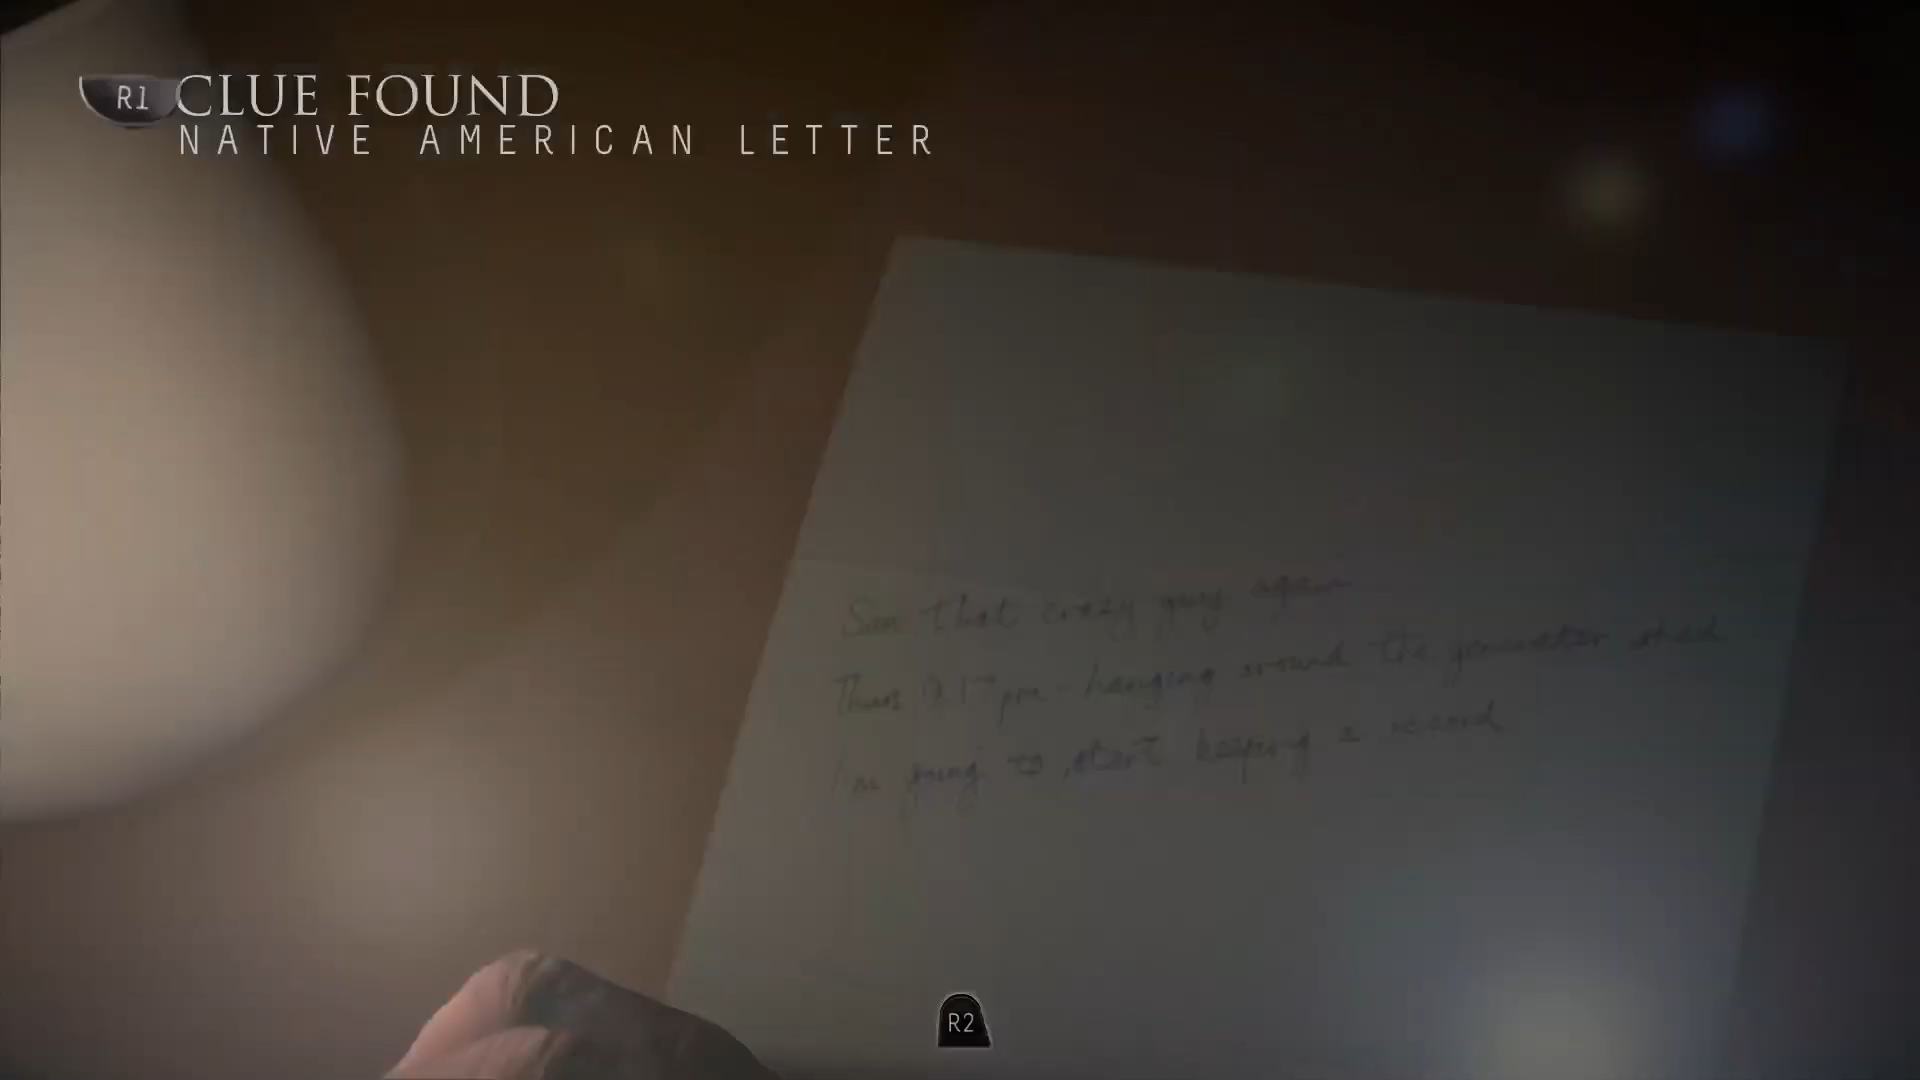 R1 CLUE FOUND
NATIVE AMERICAN LETTER
Saw that crazy guy again
Thurs pm - hanging around the generator shed
I'm going to start keeping a record
R2